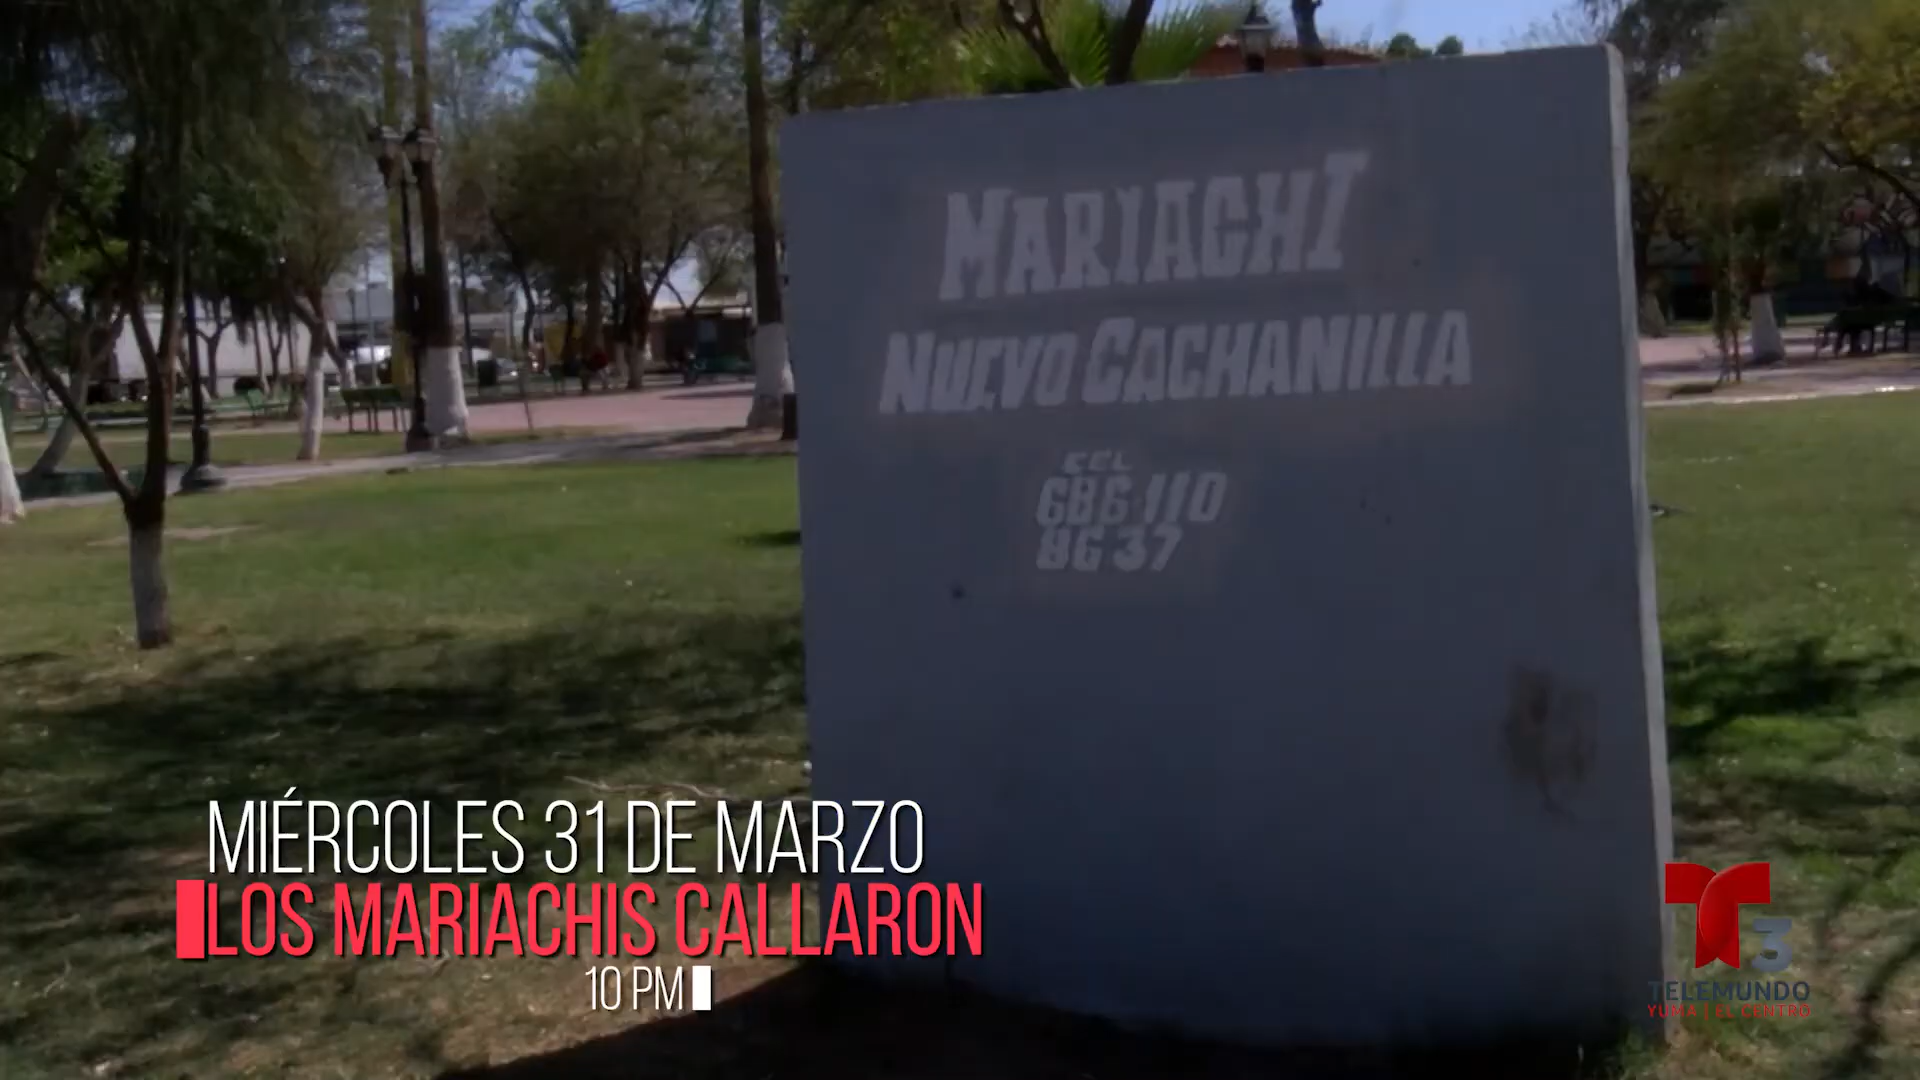 MARIACHI
NUEVO CACHANILLA
CEL
686 110
86 37
MIÉRCOLES 31 DE MARZO
LOS MARIACHIS CALLARON
10 PM
3
TELEMUNDO
YUMA | EL CENTRO